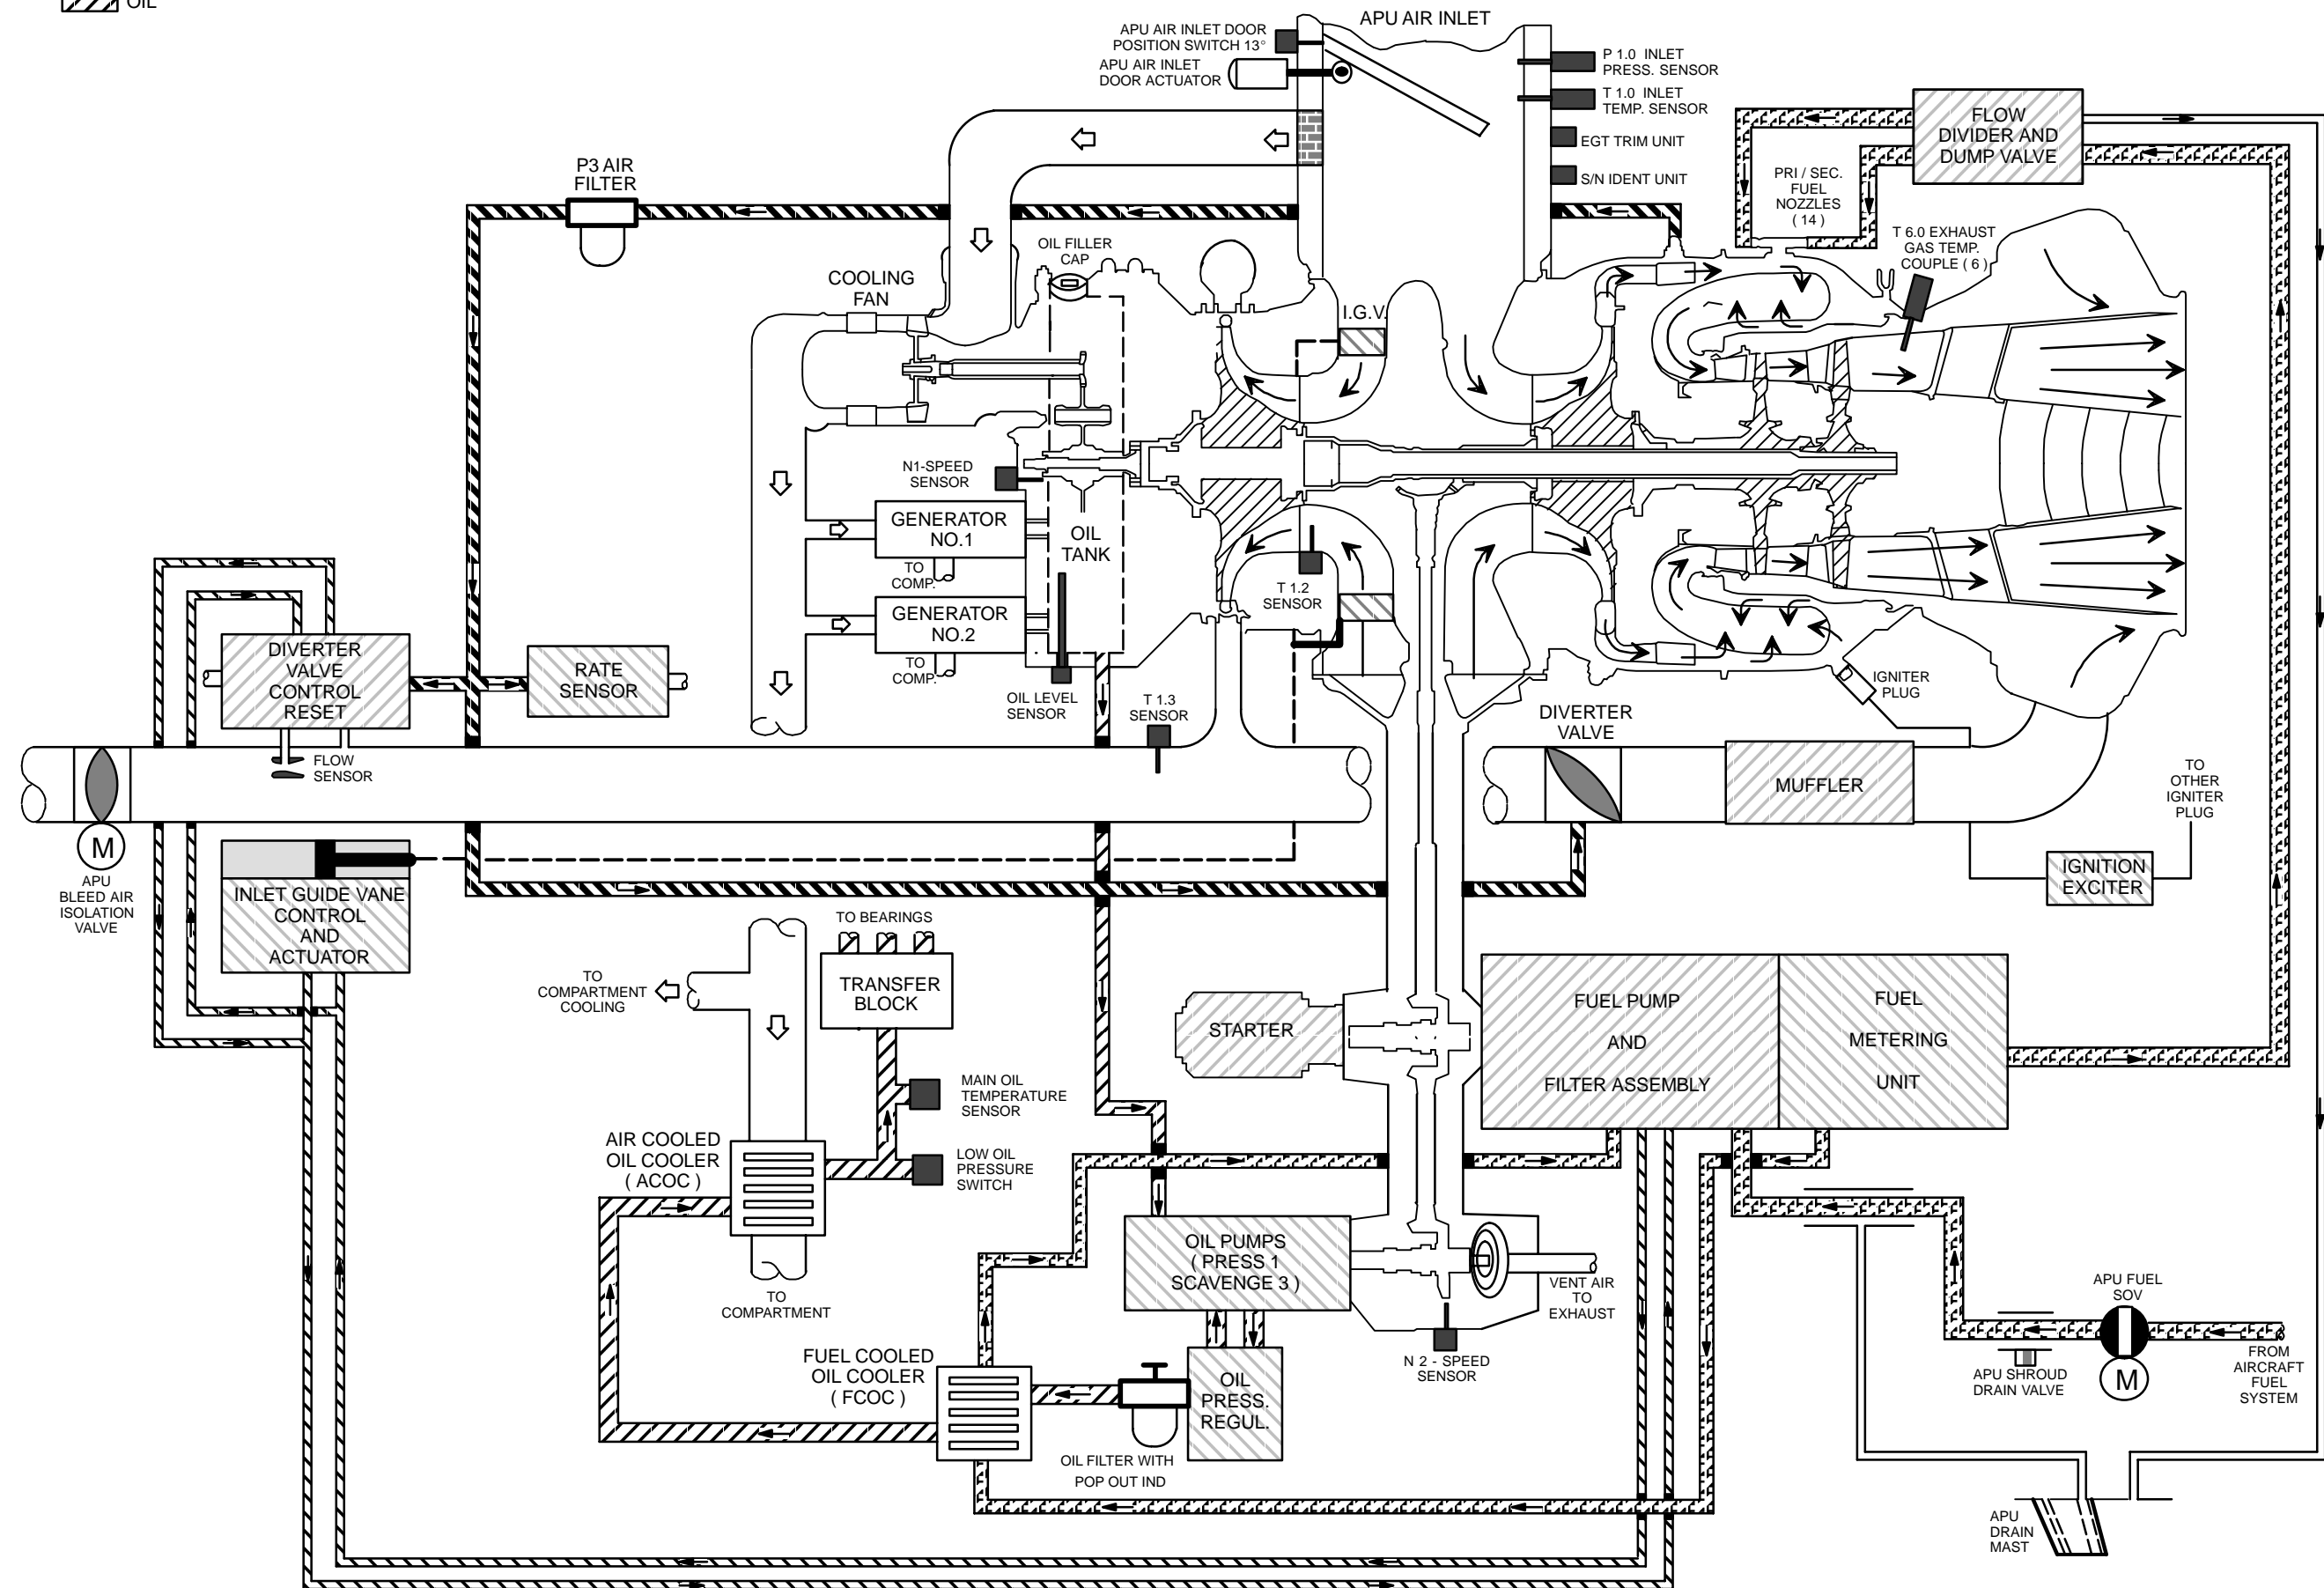 OIL
APU AIR INLET
APU AIR INLET DOOR
POSITION SWITCH 13°
APU AIR INLET
DOOR ACTUATOR
P 1.0 INLET
PRESS. SENSOR
T 1.0 INLET
TEMP. SENSOR
EGT TRIM UNIT
S/N IDENT UNIT
FLOW
DIVIDER AND
DUMP VALVE
PRI / SEC.
FUEL
NOZZLES
( 14 )
T 6.0 EXHAUST
GAS TEMP.
COUPLE ( 6 )
P3 AIR
FILTER
OIL FILLER
CAP
COOLING
FAN
I.G.V.
N1-SPEED
SENSOR
GENERATOR
NO.1
TO
COMP.
GENERATOR
NO.2
TO
COMP.
OIL
TANK
OIL LEVEL
SENSOR
T 1.2
SENSOR
T 1.3
SENSOR
DIVERTER
VALVE
CONTROL
RESET
RATE
SENSOR
FLOW
SENSOR
IGNITER
PLUG
DIVERTER
VALVE
MUFFLER
TO
OTHER
IGNITER
PLUG
IGNITION
EXCITER
M
APU
BLEED AIR
ISOLATION
VALVE
INLET GUIDE VANE
CONTROL
AND
ACTUATOR
TO BEARINGS
TRANSFER
BLOCK
TO
COMPARTMENT
COOLING
STARTER
FUEL PUMP
AND
FILTER ASSEMBLY
FUEL
METERING
UNIT
MAIN OIL
TEMPERATURE
SENSOR
AIR COOLED
OIL COOLER
( ACOC )
LOW OIL
PRESSURE
SWITCH
TO
COMPARTMENT
OIL PUMPS
( PRESS 1
SCAVENGE 3 )
VENT AIR
TO
EXHAUST
N 2 - SPEED
SENSOR
FUEL COOLED
OIL COOLER
( FCOC )
OIL
PRESS.
REGUL.
OIL FILTER WITH
POP OUT IND
APU FUEL
SOV
M
APU SHROUD
DRAIN VALVE
FROM
AIRCRAFT
FUEL
SYSTEM
APU
DRAIN
MAST